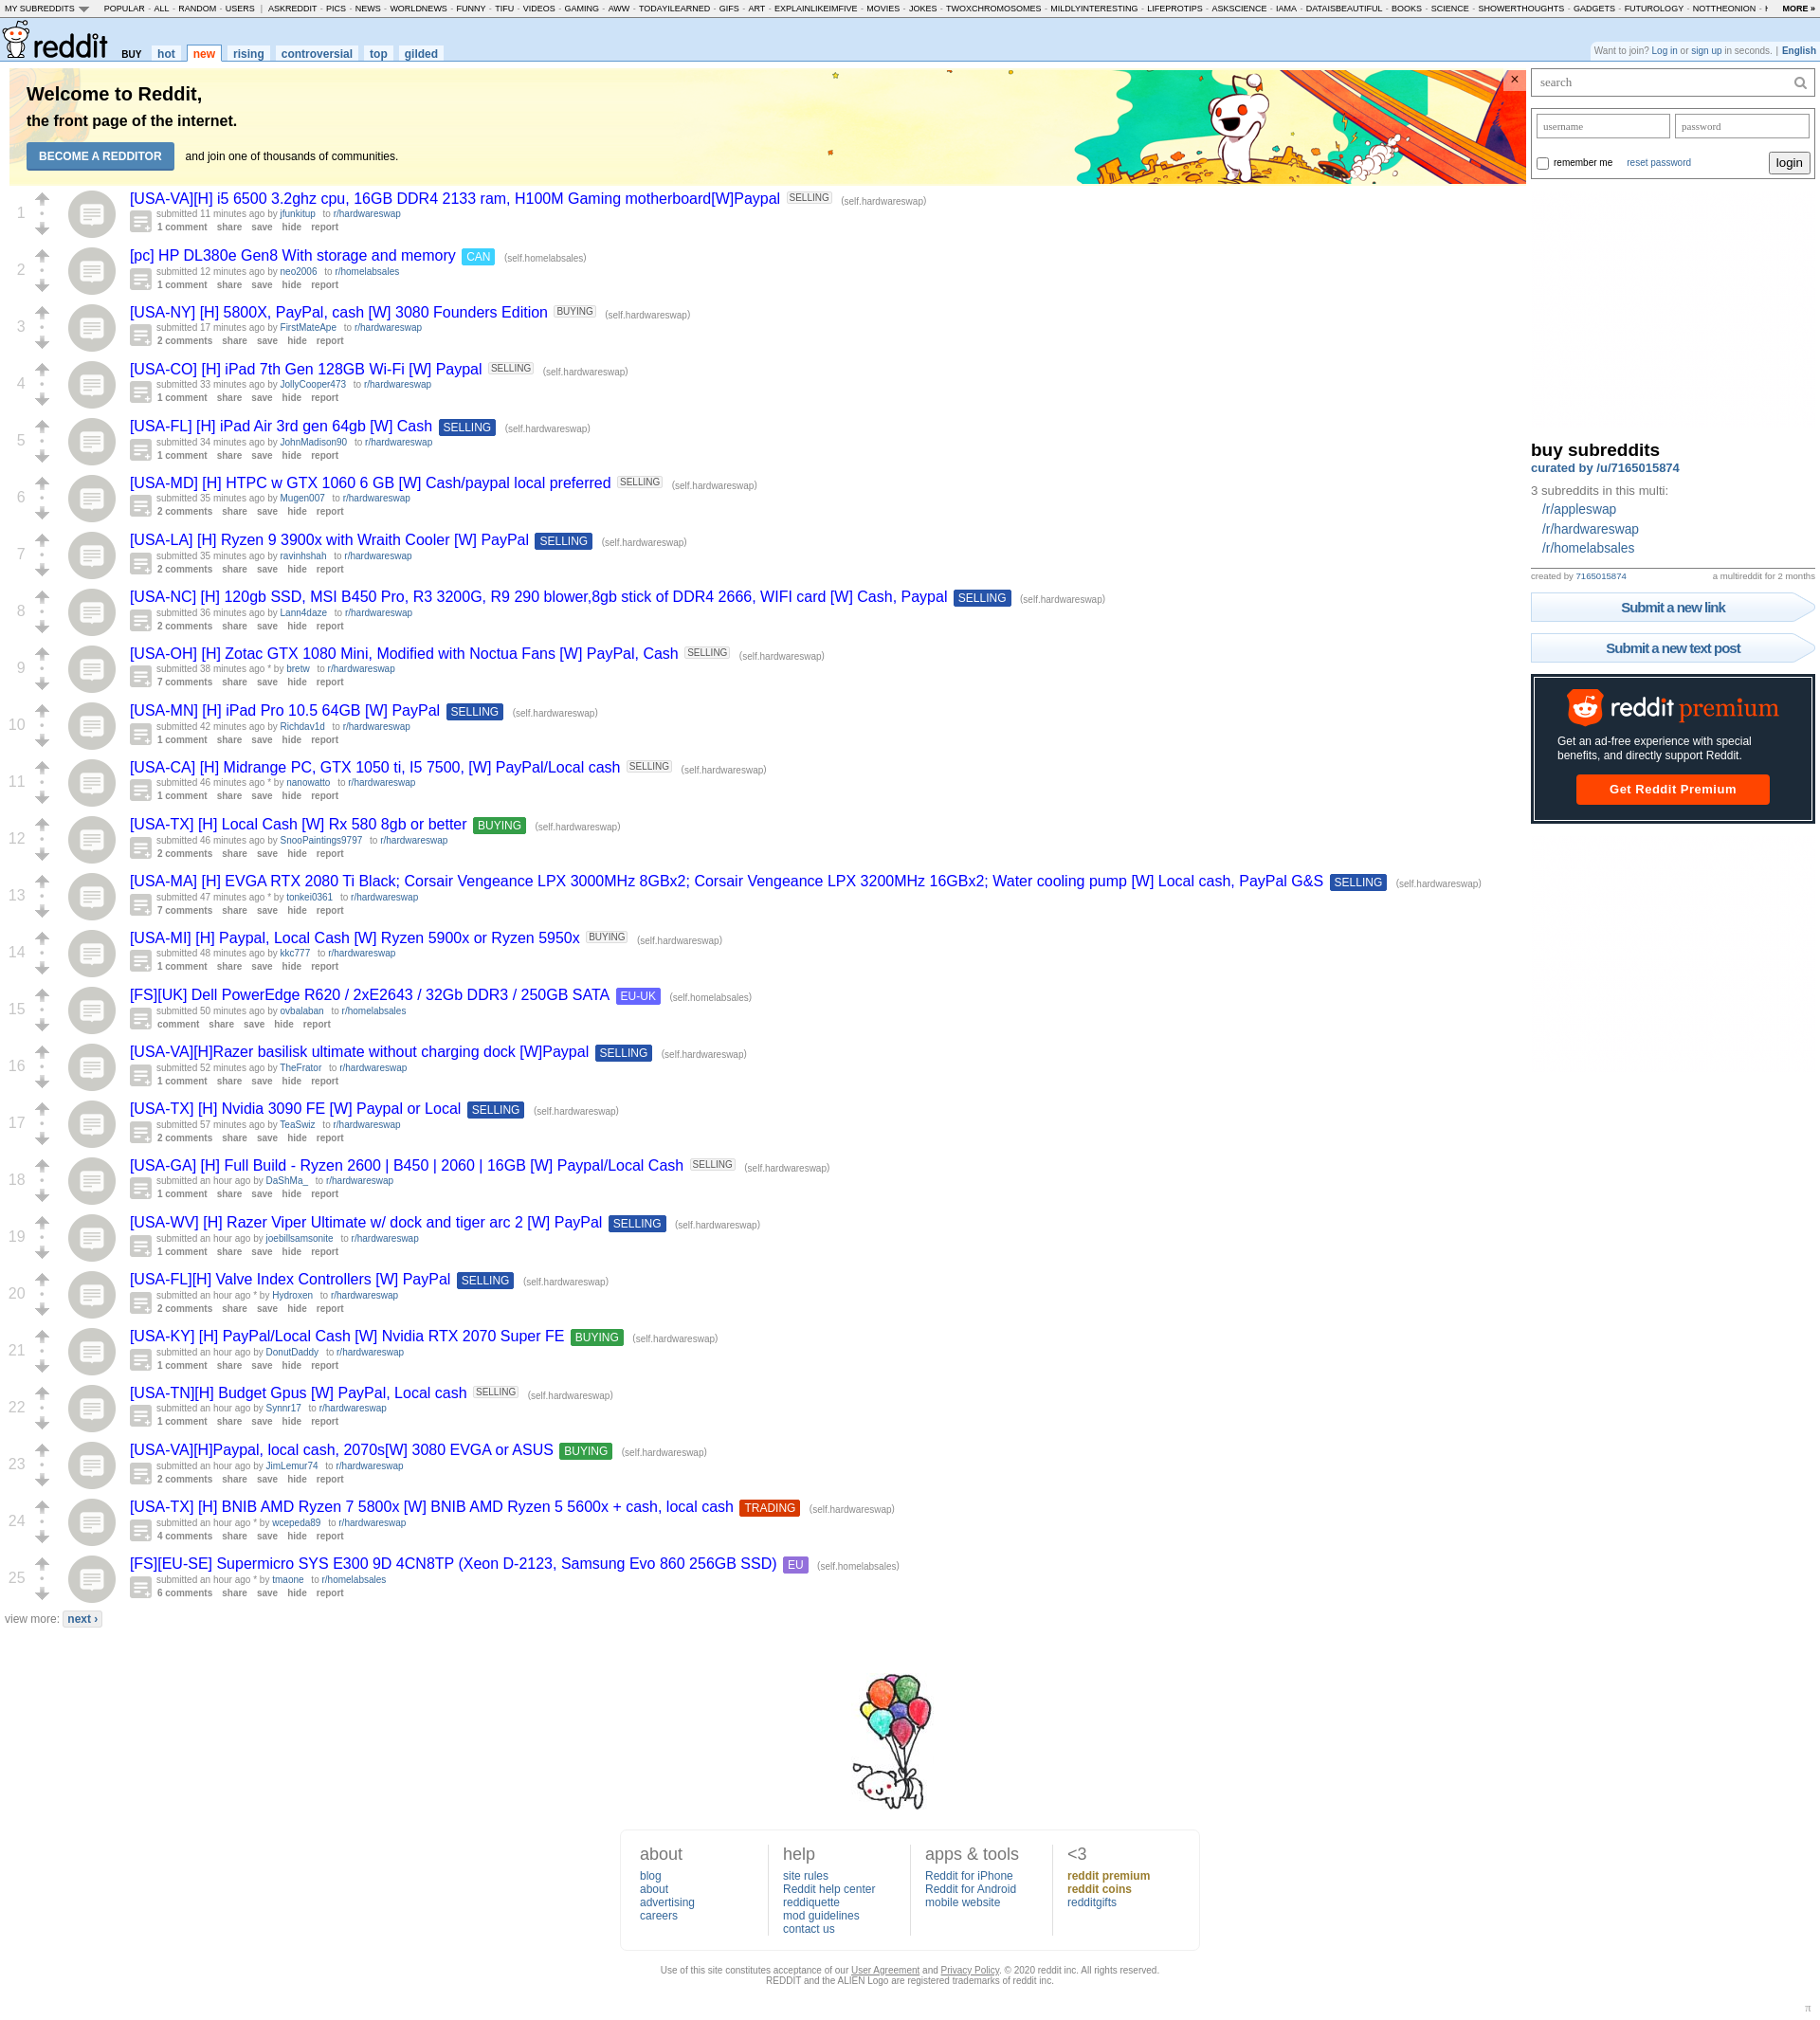 MY SUBREDDITS POPULAR - ALL - RANDOM - USERS | ASKREDDIT - PICS - NEWS - WORLDNEWS - FUNNY - TIFU - VIDEOS - GAMING - AWW - TODAYILEARNED - GIFS - ART - EXPLAINLIKEIMFIVE - MOVIES - JOKES - TWOXCHROMOSOMES - MILDLYINTERESTING - LIFEPROTIPS - ASKSCIENCE - IAMA - DATAISBEAUTIFUL - BOOKS - SCIENCE - SHOWERTHOUGHTS - GADGETS - FUTUROLOGY - NOTTHEONION - MORE »
reddit BUY hot new rising controversial top gilded
Want to join? Log in or sign up in seconds. | English
Welcome to Reddit,
the front page of the internet.
BECOME A REDDITOR and join one of thousands of communities.
×
search
username password
remember me reset password login
1
[USA-VA][H] i5 6500 3.2ghz cpu, 16GB DDR4 2133 ram, H100M Gaming motherboard[W]Paypal SELLING (self.hardwareswap)
submitted 11 minutes ago by jfunkitup to r/hardwareswap
1 comment share save hide report
2
[pc] HP DL380e Gen8 With storage and memory CAN (self.homelabsales)
submitted 12 minutes ago by neo2006 to r/homelabsales
1 comment share save hide report
3
[USA-NY] [H] 5800X, PayPal, cash [W] 3080 Founders Edition BUYING (self.hardwareswap)
submitted 17 minutes ago by FirstMateApe to r/hardwareswap
2 comments share save hide report
4
[USA-CO] [H] iPad 7th Gen 128GB Wi-Fi [W] Paypal SELLING (self.hardwareswap)
submitted 33 minutes ago by JollyCooper473 to r/hardwareswap
1 comment share save hide report
5
[USA-FL] [H] iPad Air 3rd gen 64gb [W] Cash SELLING (self.hardwareswap)
submitted 34 minutes ago by JohnMadison90 to r/hardwareswap
1 comment share save hide report
6
[USA-MD] [H] HTPC w GTX 1060 6 GB [W] Cash/paypal local preferred SELLING (self.hardwareswap)
submitted 35 minutes ago by Mugen007 to r/hardwareswap
2 comments share save hide report
7
[USA-LA] [H] Ryzen 9 3900x with Wraith Cooler [W] PayPal SELLING (self.hardwareswap)
submitted 35 minutes ago by ravinhshah to r/hardwareswap
2 comments share save hide report
8
[USA-NC] [H] 120gb SSD, MSI B450 Pro, R3 3200G, R9 290 blower,8gb stick of DDR4 2666, WIFI card [W] Cash, Paypal SELLING (self.hardwareswap)
submitted 36 minutes ago by Lann4daze to r/hardwareswap
2 comments share save hide report
9
[USA-OH] [H] Zotac GTX 1080 Mini, Modified with Noctua Fans [W] PayPal, Cash SELLING (self.hardwareswap)
submitted 38 minutes ago * by bretw to r/hardwareswap
7 comments share save hide report
10
[USA-MN] [H] iPad Pro 10.5 64GB [W] PayPal SELLING (self.hardwareswap)
submitted 42 minutes ago by Richdav1d to r/hardwareswap
1 comment share save hide report
11
[USA-CA] [H] Midrange PC, GTX 1050 ti, I5 7500, [W] PayPal/Local cash SELLING (self.hardwareswap)
submitted 46 minutes ago * by nanowatto to r/hardwareswap
1 comment share save hide report
12
[USA-TX] [H] Local Cash [W] Rx 580 8gb or better BUYING (self.hardwareswap)
submitted 46 minutes ago by SnooPaintings9797 to r/hardwareswap
2 comments share save hide report
13
[USA-MA] [H] EVGA RTX 2080 Ti Black; Corsair Vengeance LPX 3000MHz 8GBx2; Corsair Vengeance LPX 3200MHz 16GBx2; Water cooling pump [W] Local cash, PayPal G&S SELLING (self.hardwareswap)
submitted 47 minutes ago * by tonkei0361 to r/hardwareswap
7 comments share save hide report
14
[USA-MI] [H] Paypal, Local Cash [W] Ryzen 5900x or Ryzen 5950x BUYING (self.hardwareswap)
submitted 48 minutes ago by kkc777 to r/hardwareswap
1 comment share save hide report
15
[FS][UK] Dell PowerEdge R620 / 2xE2643 / 32Gb DDR3 / 250GB SATA EU-UK (self.homelabsales)
submitted 50 minutes ago by ovbalaban to r/homelabsales
comment share save hide report
16
[USA-VA][H]Razer basilisk ultimate without charging dock [W]Paypal SELLING (self.hardwareswap)
submitted 52 minutes ago by TheFrator to r/hardwareswap
1 comment share save hide report
17
[USA-TX] [H] Nvidia 3090 FE [W] Paypal or Local SELLING (self.hardwareswap)
submitted 57 minutes ago by TeaSwiz to r/hardwareswap
2 comments share save hide report
18
[USA-GA] [H] Full Build - Ryzen 2600 | B450 | 2060 | 16GB [W] Paypal/Local Cash SELLING (self.hardwareswap)
submitted an hour ago by DaShMa_ to r/hardwareswap
1 comment share save hide report
19
[USA-WV] [H] Razer Viper Ultimate w/ dock and tiger arc 2 [W] PayPal SELLING (self.hardwareswap)
submitted an hour ago by joebillsamsonite to r/hardwareswap
1 comment share save hide report
20
[USA-FL][H] Valve Index Controllers [W] PayPal SELLING (self.hardwareswap)
submitted an hour ago * by Hydroxen to r/hardwareswap
2 comments share save hide report
21
[USA-KY] [H] PayPal/Local Cash [W] Nvidia RTX 2070 Super FE BUYING (self.hardwareswap)
submitted an hour ago by DonutDaddy to r/hardwareswap
1 comment share save hide report
22
[USA-TN][H] Budget Gpus [W] PayPal, Local cash SELLING (self.hardwareswap)
submitted an hour ago by Synnr17 to r/hardwareswap
1 comment share save hide report
23
[USA-VA][H]Paypal, local cash, 2070s[W] 3080 EVGA or ASUS BUYING (self.hardwareswap)
submitted an hour ago by JimLemur74 to r/hardwareswap
2 comments share save hide report
24
[USA-TX] [H] BNIB AMD Ryzen 7 5800x [W] BNIB AMD Ryzen 5 5600x + cash, local cash TRADING (self.hardwareswap)
submitted an hour ago * by wcepeda89 to r/hardwareswap
4 comments share save hide report
25
[FS][EU-SE] Supermicro SYS E300 9D 4CN8TP (Xeon D-2123, Samsung Evo 860 256GB SSD) EU (self.homelabsales)
submitted an hour ago * by tmaone to r/homelabsales
6 comments share save hide report
view more: next ›
buy subreddits
curated by /u/7165015874
3 subreddits in this multi:
/r/appleswap
/r/hardwareswap
/r/homelabsales
created by 7165015874 a multireddit for 2 months
Submit a new link
Submit a new text post
reddit premium
Get an ad-free experience with special
benefits, and directly support Reddit.
Get Reddit Premium
about
blog
about
advertising
careers
help
site rules
Reddit help center
reddiquette
mod guidelines
contact us
apps & tools
Reddit for iPhone
Reddit for Android
mobile website
<3
reddit premium
reddit coins
redditgifts
Use of this site constitutes acceptance of our User Agreement and Privacy Policy. © 2020 reddit inc. All rights reserved.
REDDIT and the ALIEN Logo are registered trademarks of reddit inc.
π